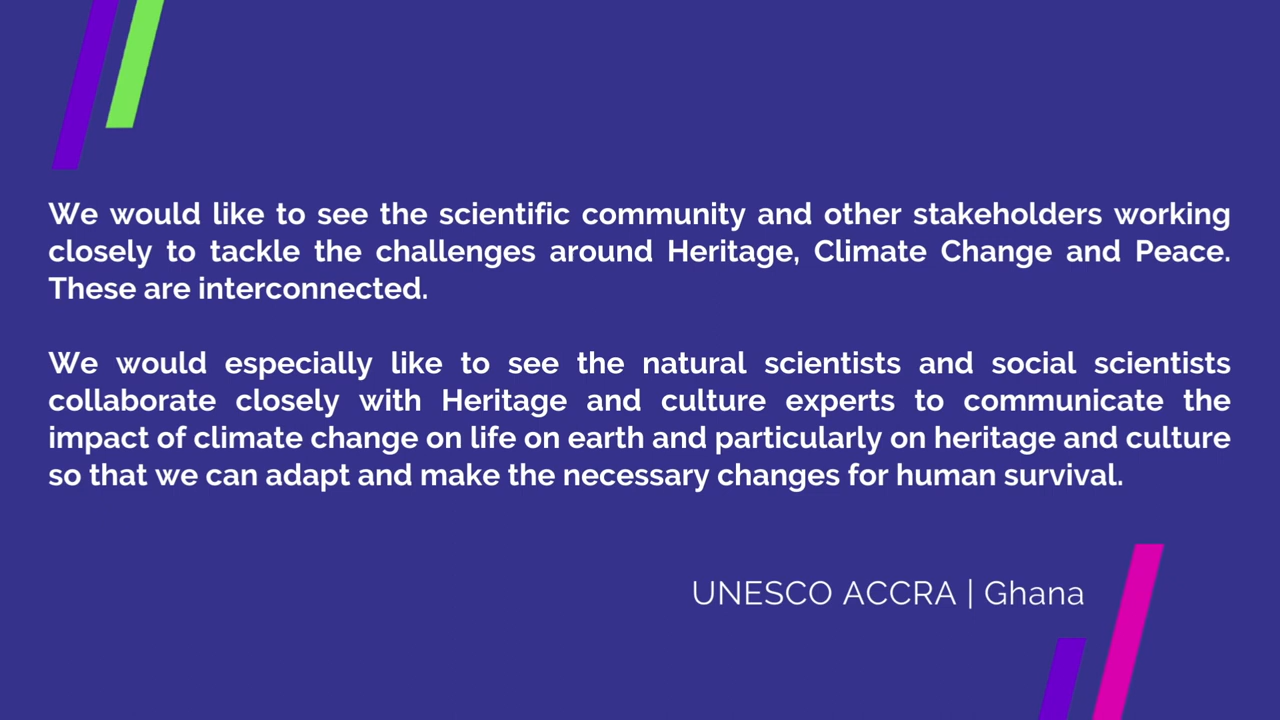 We would like to see the scientific community and other stakeholders working
closely to tackle the challenges around Heritage, Climate Change and Peace.
These are interconnected.
We would especially like to see the natural scientists and social scientists
collaborate closely with Heritage and culture experts to communicate the
impact of climate change on life on earth and particularly on heritage and culture
so that we can adapt and make the necessary changes for human survival.
UNESCO ACCRA | Ghana